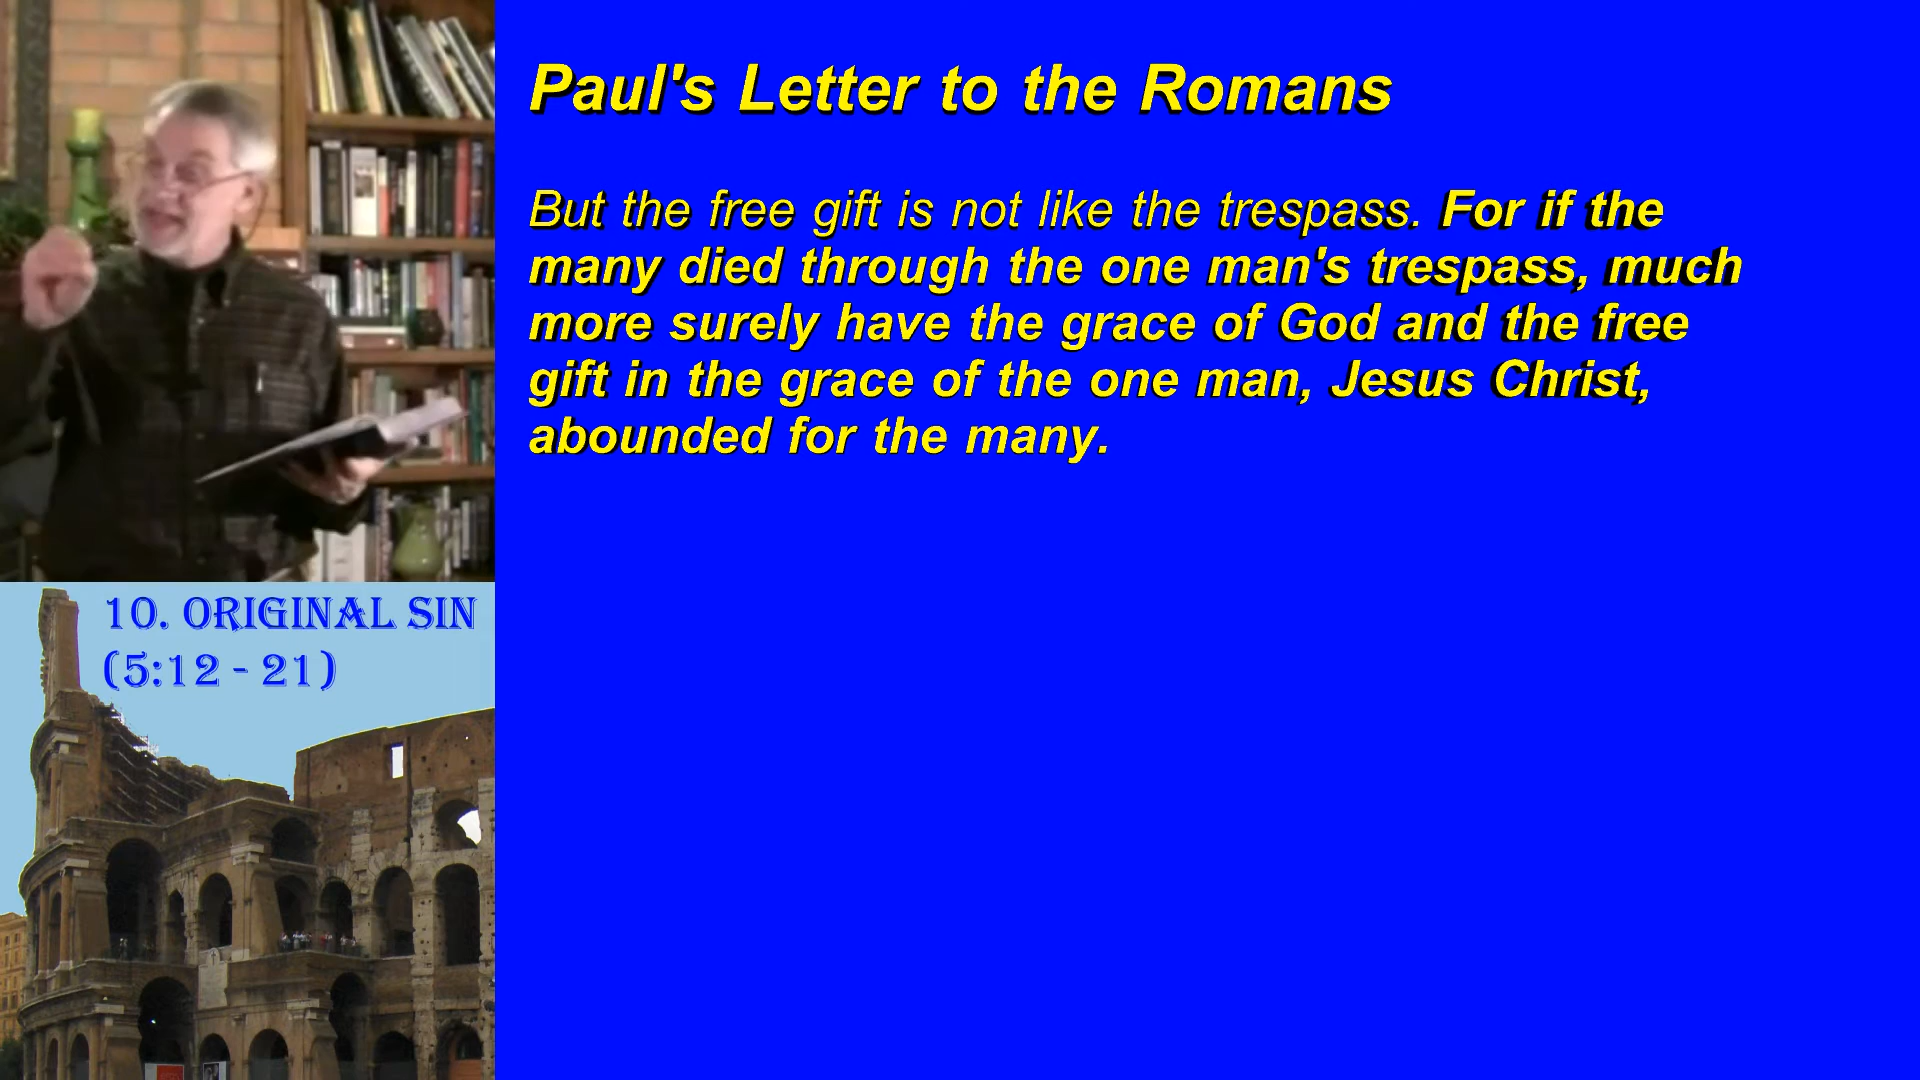 Paul's Letter to the Romans
But the free gift is not like the trespass. For if the
many died through the one man's trespass, much
more surely have the grace of God and the free
gift in the grace of the one man, Jesus Christ,
abounded for the many.
10. ORIGINAL SIN
(5:12 - 21)